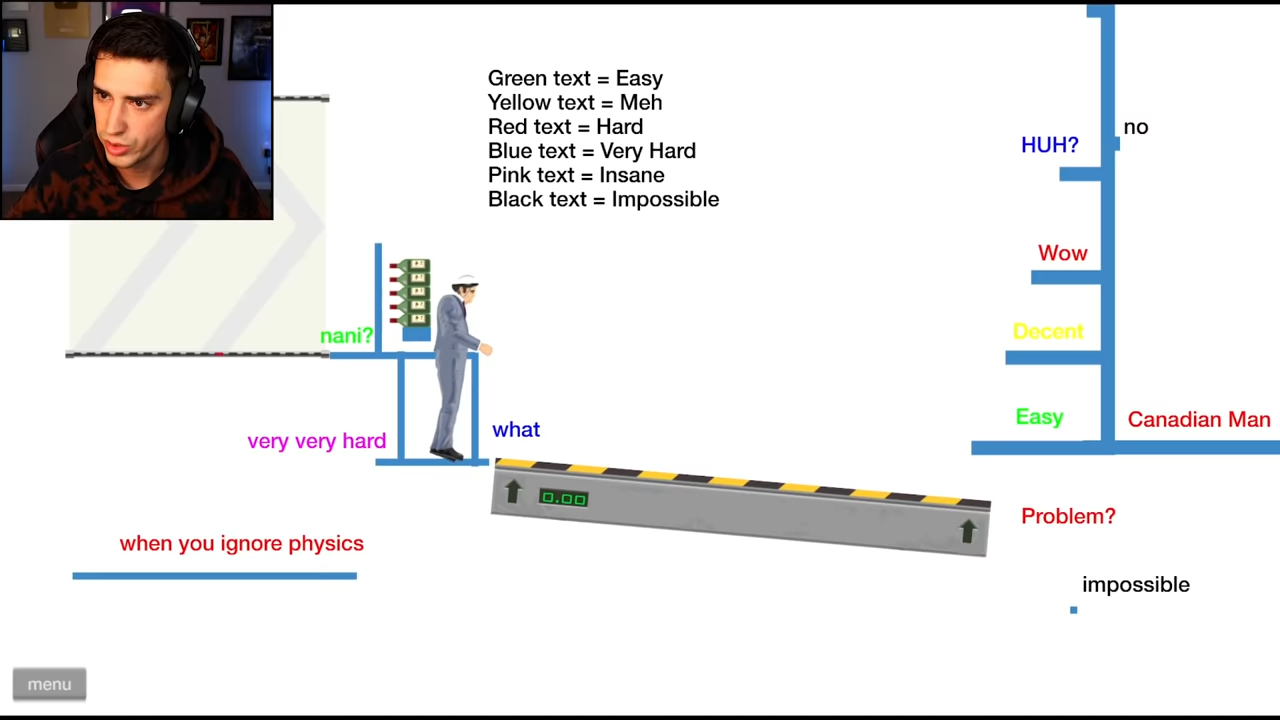 Green text = Easy
Yellow text = Meh
Red text = Hard
Blue text = Very Hard
Pink text = Insane
Black text = Impossible
no
HUH?
Wow
nani?
Decent
Easy
Canadian Man
what
very very hard
0.00
Problem?
when you ignore physics
impossible
menu